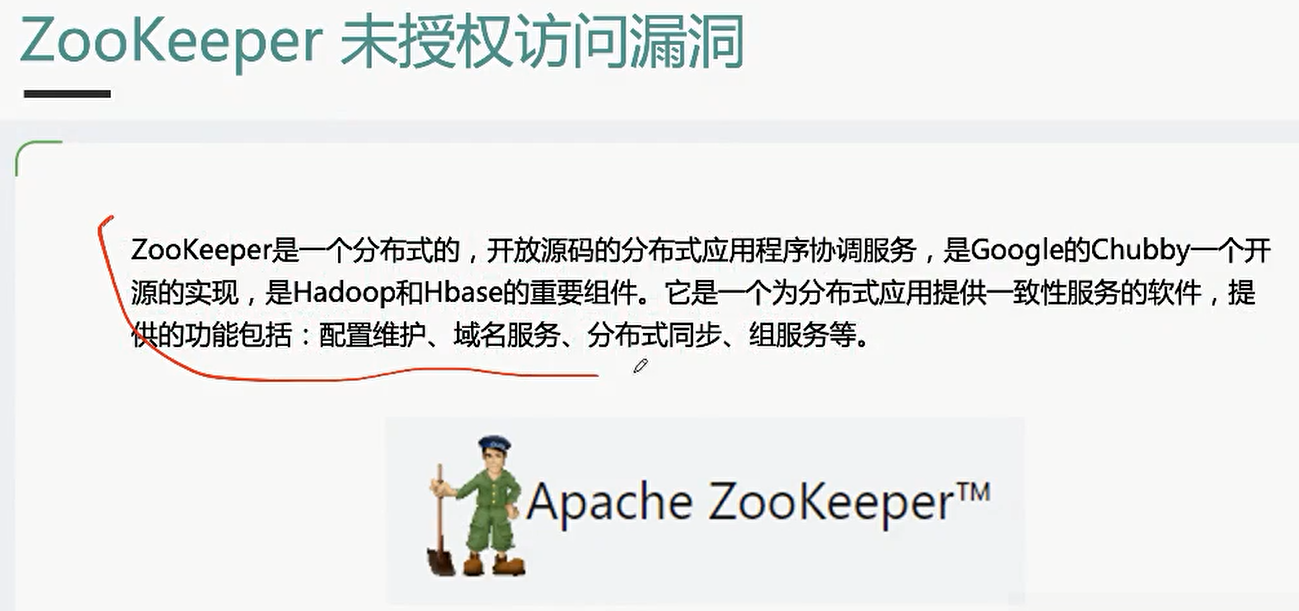 ZooKeeper 未授权访问漏洞
ZooKeeper是一个分布式的，开放源码的分布式应用程序协调服务，是Google的Chubby一个开
源的实现，是Hadoop和Hbase的重要组件。它是一个为分布式应用提供一致性服务的软件，提
供的功能包括：配置维护、域名服务、分布式同步、组服务等。
Apache ZooKeeper™